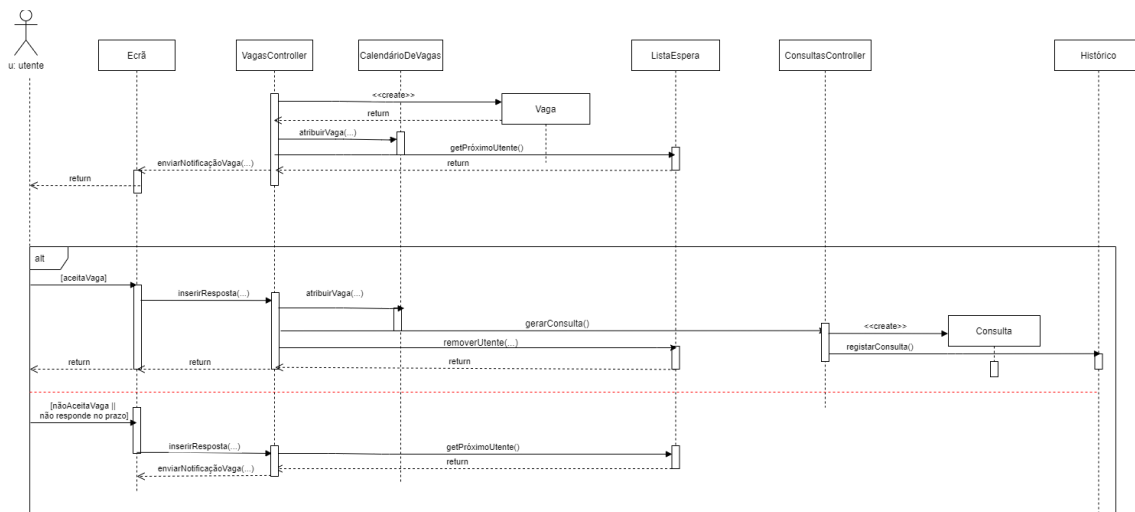 u: utente
Ecrã
VagasController
CalendárioDeVagas
ListaEspera
ConsultasController
Histórico
<<create>>
Vaga
return
atribuirVaga(...)
getPróximoUtente()
enviarNotificaçãoVaga(...)
return
return
alt
[aceitaVaga]
inserirResposta(...)
atribuirVaga(...)
gerarConsulta()
<<create>>
Consulta
removerUtente(...)
registarConsulta()
return
return
return
[nãoAceitaVaga ||
não responde no prazo]
inserirResposta(...)
getPróximoUtente()
return
enviarNotificaçãoVaga(...)